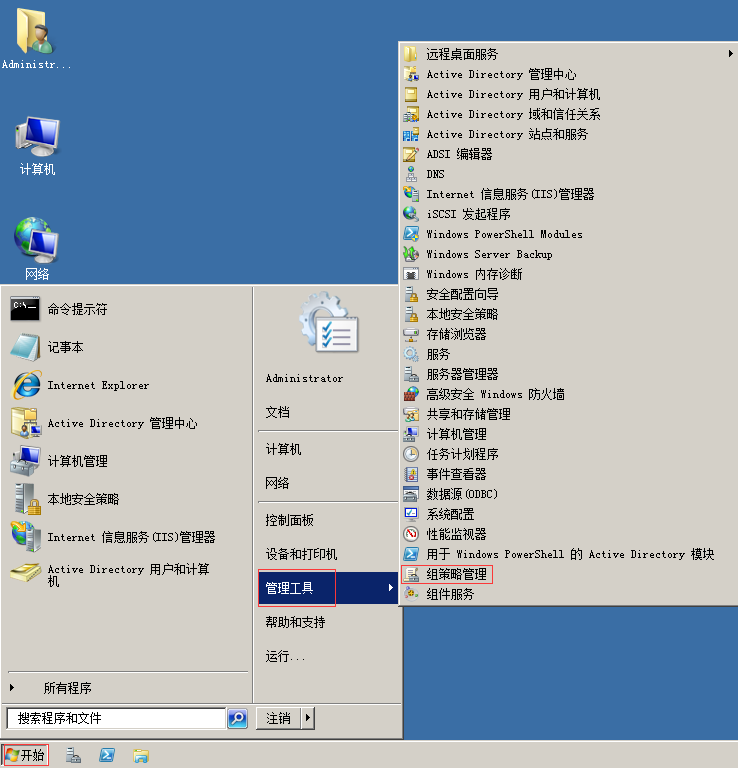 Administr...
计算机
网络
命令提示符
记事本
Internet Explorer
Active Directory 管理中心
计算机管理
本地安全策略
Internet 信息服务(IIS)管理器
Active Directory 用户和计算
机
所有程序
搜索程序和文件
Administrator
文档
计算机
网络
控制面板
设备和打印机
管理工具
帮助和支持
运行...
注销
远程桌面服务
Active Directory 管理中心
Active Directory 用户和计算机
Active Directory 域和信任关系
Active Directory 站点和服务
ADSI 编辑器
DNS
Internet 信息服务(IIS)管理器
iSCSI 发起程序
Windows PowerShell Modules
Windows Server Backup
Windows 内存诊断
安全配置向导
本地安全策略
存储浏览器
服务
服务器管理器
高级安全 Windows 防火墙
共享和存储管理
计算机管理
任务计划程序
事件查看器
数据源(ODBC)
系统配置
性能监视器
用于 Windows PowerShell 的 Active Directory 模块
组策略管理
组件服务
开始